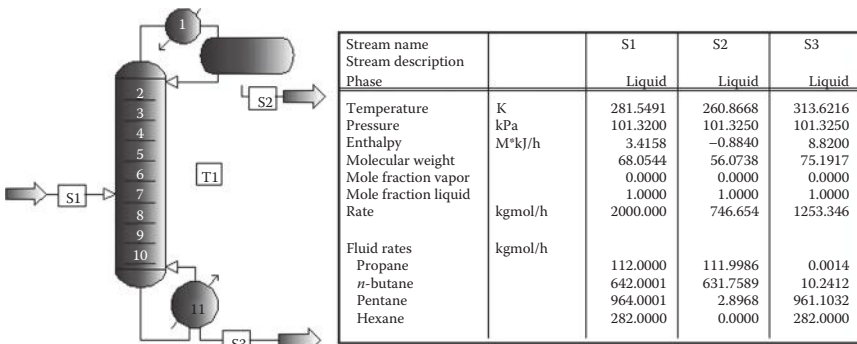 1
2
3
4
5
6
7
8
9
10
11
S1
S2
T1
S3
Stream name S1 S2 S3
Stream description
Phase Liquid Liquid Liquid
Temperature K 281.5491 260.8668 313.6216
Pressure kPa 101.3200 101.3250 101.3250
Enthalpy M*kJ/h 3.4158 −0.8840 8.8200
Molecular weight 68.0544 56.0738 75.1917
Mole fraction vapor 0.0000 0.0000 0.0000
Mole fraction liquid 1.0000 1.0000 1.0000
Rate kgmol/h 2000.000 746.654 1253.346
Fluid rates kgmol/h
Propane 112.0000 111.9986 0.0014
n-butane 642.0001 631.7589 10.2412
Pentane 964.0001 2.8968 961.1032
Hexane 282.0000 0.0000 282.0000